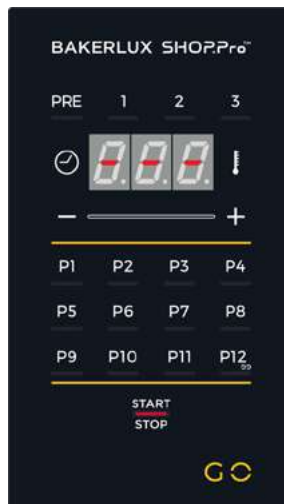 BAKERLUX SHOP.Pro™
PRE 1 2 3
- - -
− +
P1 P2 P3 P4
P5 P6 P7 P8
P9 P10 P11 P12
START
STOP
GO